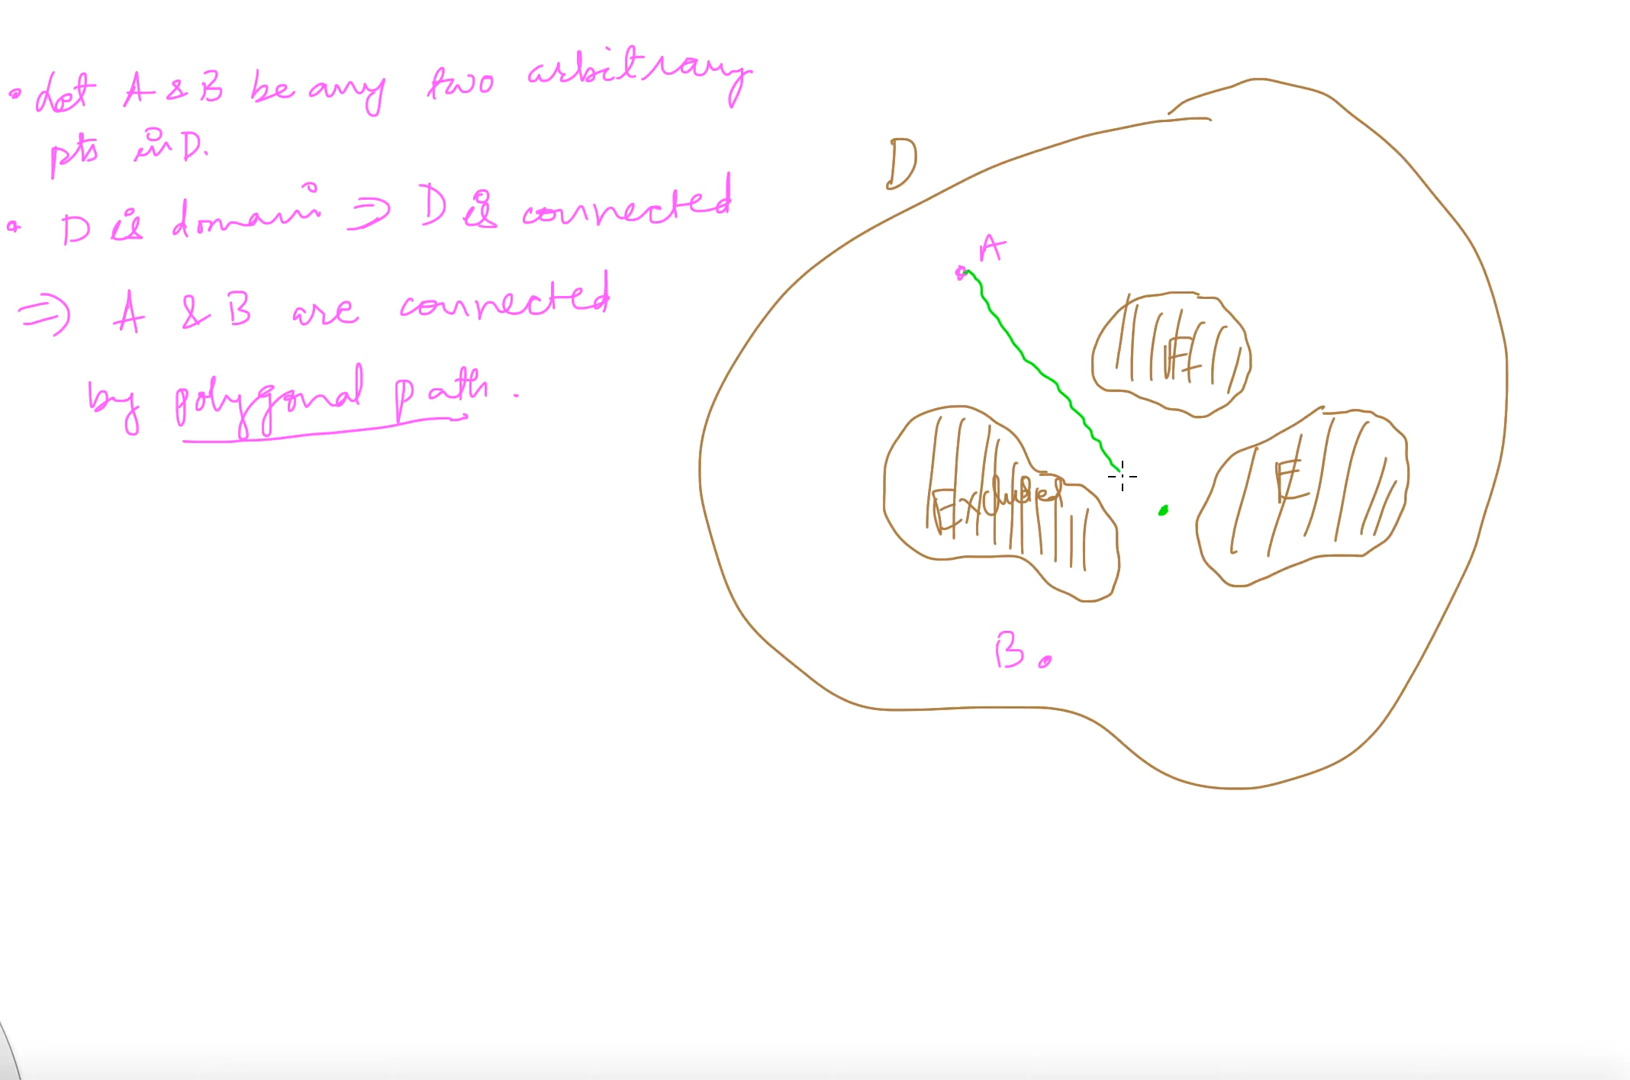 • Let A & B be any two arbitrary
pts in D.
• D is domain ⇒ D is connected
⇒ A & B are connected
by polygonal path.
D
A
E
E
Excluded
B